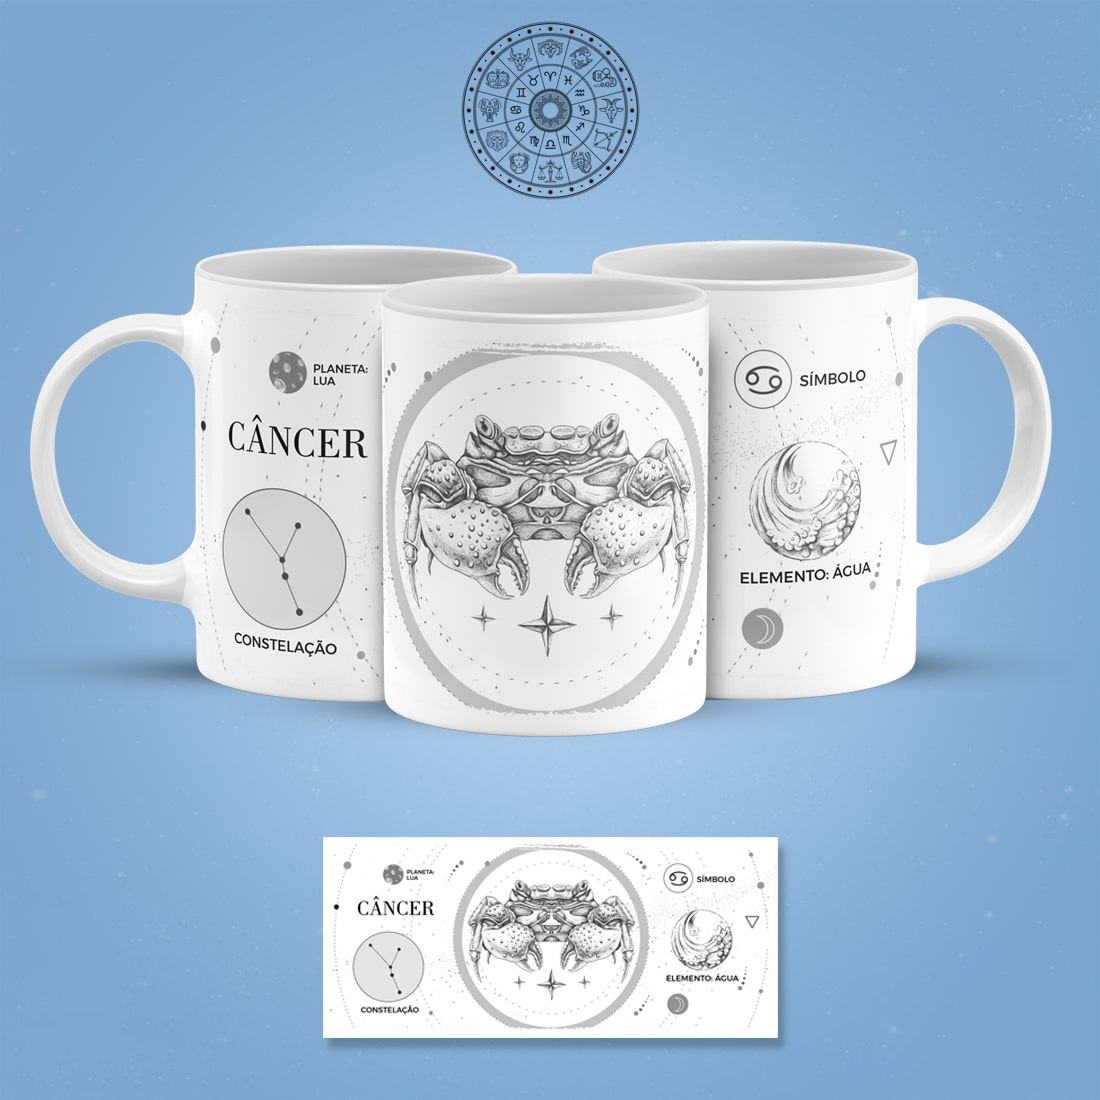 PLANETA:
LUA
CÂNCER
CONSTELAÇÃO
SÍMBOLO
ELEMENTO: ÁGUA
PLANETA:
LUA
CÂNCER
CONSTELAÇÃO
SÍMBOLO
ELEMENTO: ÁGUA